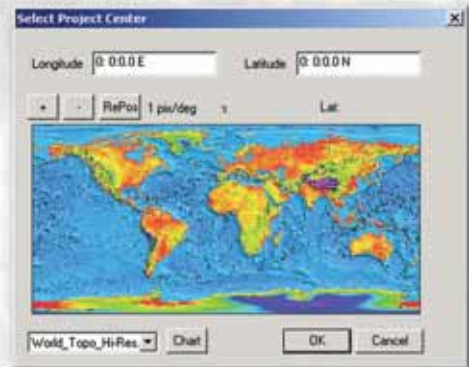 Select Project Center
Longitude 0: 0:0.0 E Latitude 0: 0:0.0 N
+ - RePos 1 pix/deg Lat:
World_Topo_Hi-Res. Chart OK Cancel